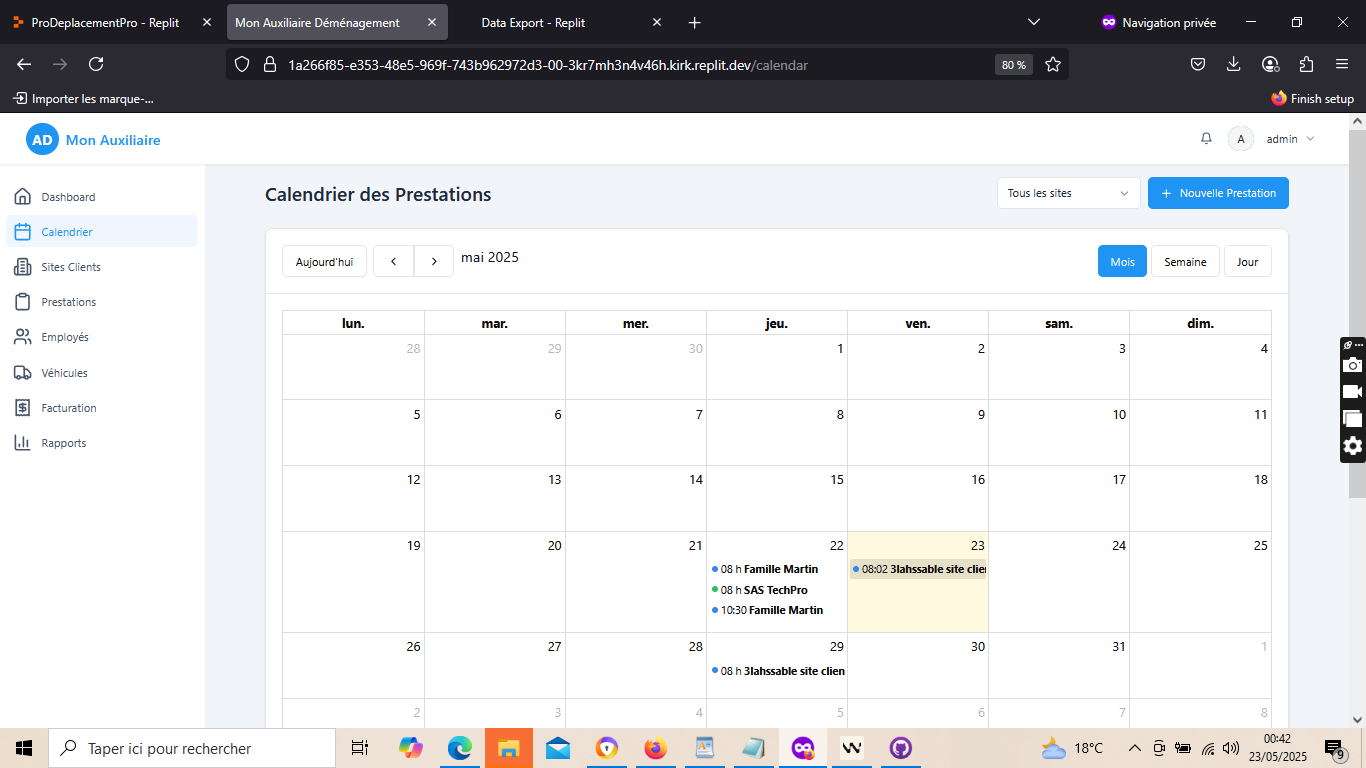 ProDeplacementPro - Replit
Mon Auxiliaire Déménagement
Data Export - Replit
Navigation privée
1a266f85-e353-48e5-969f-743b962972d3-00-3kr7mh3n4v46h.kirk.replit.dev/calendar
80 %
Importer les marque-...
Finish setup
AD Mon Auxiliaire
A admin
Dashboard
Calendrier
Sites Clients
Prestations
Employés
Véhicules
Facturation
Rapports
Calendrier des Prestations
Tous les sites
+ Nouvelle Prestation
Aujourd'hui < > mai 2025
Mois Semaine Jour
lun. mar. mer. jeu. ven. sam. dim.
28 29 30 1 2 3 4
5 6 7 8 9 10 11
12 13 14 15 16 17 18
19 20 21 22 23 24 25
08 h Famille Martin
08:02 3lahssable site clien
08 h SAS TechPro
10:30 Famille Martin
26 27 28 29 30 31 1
08 h 3lahssable site clien
2 3 4 5 6 7 8
Taper ici pour rechercher
18°C
00:42
23/05/2025
9